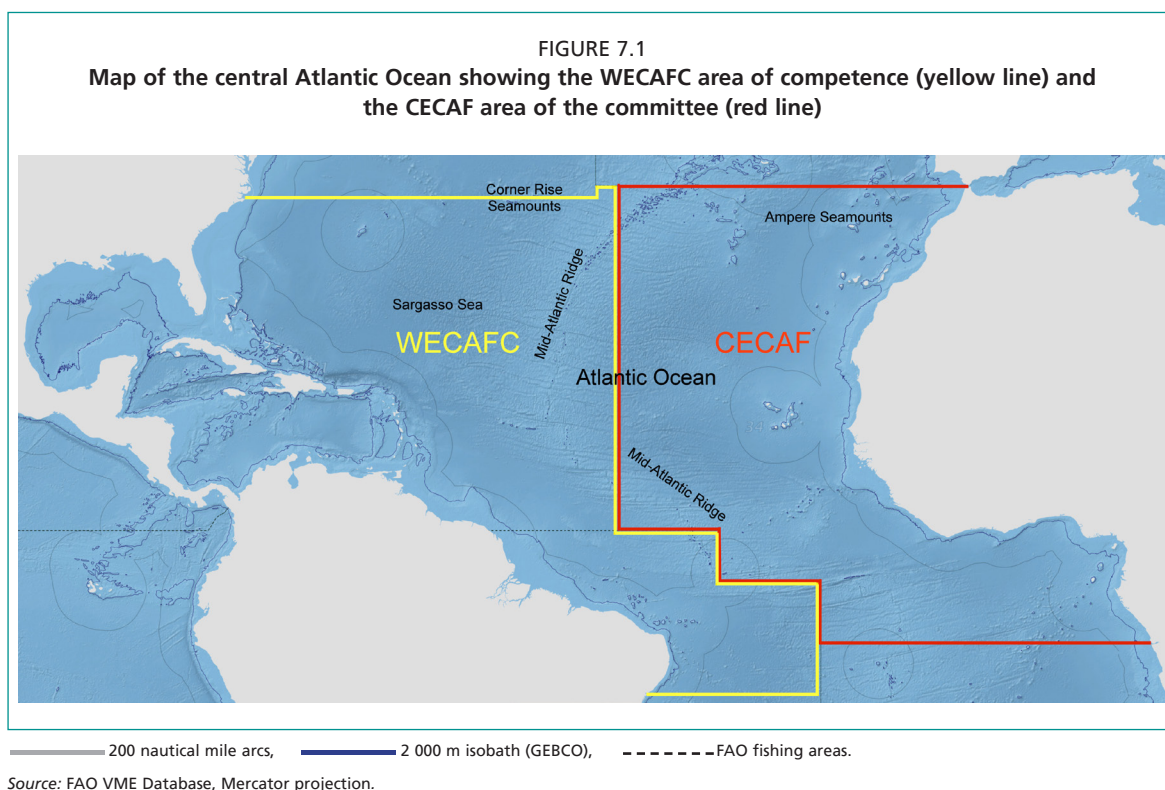 FIGURE 7.1
Map of the central Atlantic Ocean showing the WECAFC area of competence (yellow line) and
the CECAF area of the committee (red line)
Corner Rise
Seamounts
Ampere Seamounts
Mid-Atlantic Ridge
Sargasso Sea
WECAFC
CECAF
Atlantic Ocean
Mid-Atlantic Ridge
200 nautical mile arcs, 2 000 m isobath (GEBCO), FAO fishing areas.
Source: FAO VME Database, Mercator projection.